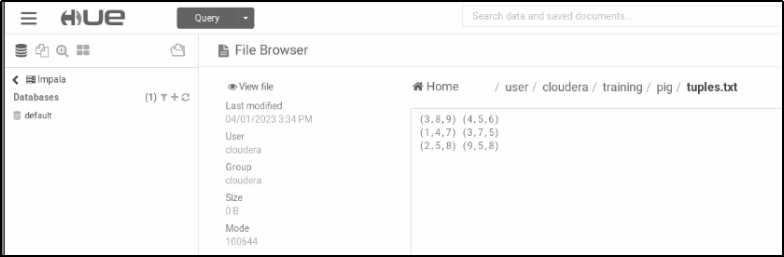 HUE
Query
Search data and saved documents...
File Browser
Impala
Databases (1)
default
View file
Last modified
04/01/2023 3:34 PM
User
cloudera
Group
cloudera
Size
0 B
Mode
100644
Home / user / cloudera / training / pig / tuples.txt
(3,8,9) (4,5,6)
(1,4,7) (3,7,5)
(2,5,8) (9,5,8)